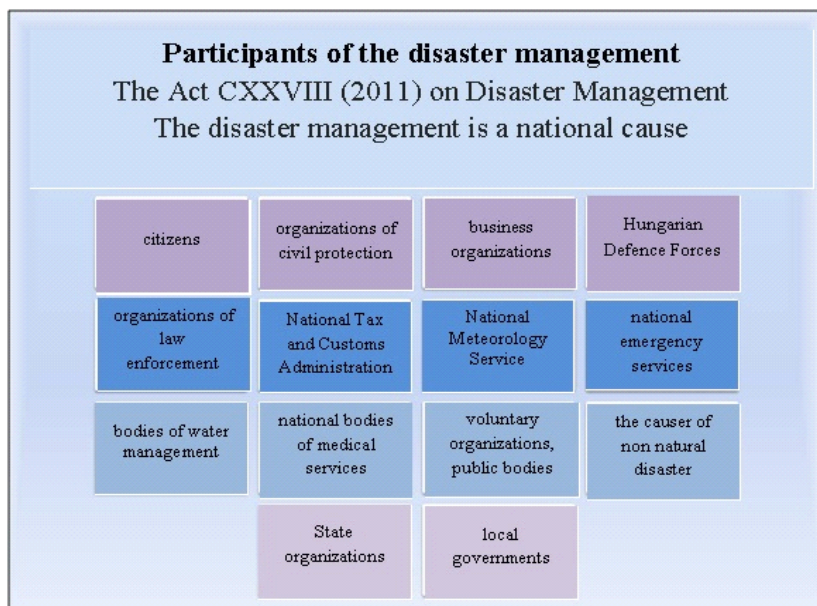 Participants of the disaster management
The Act CXXVIII (2011) on Disaster Management
The disaster management is a national cause
citizens
organizations of
civil protection
business
organizations
Hungarian
Defence Forces
organizations of
law
enforcement
National Tax
and Customs
Administration
National
Meteorology
Service
national
emergency
services
bodies of water
management
national bodies
of medical
services
voluntary
organizations,
public bodies
the causer of
non natural
disaster
State
organizations
local
governments